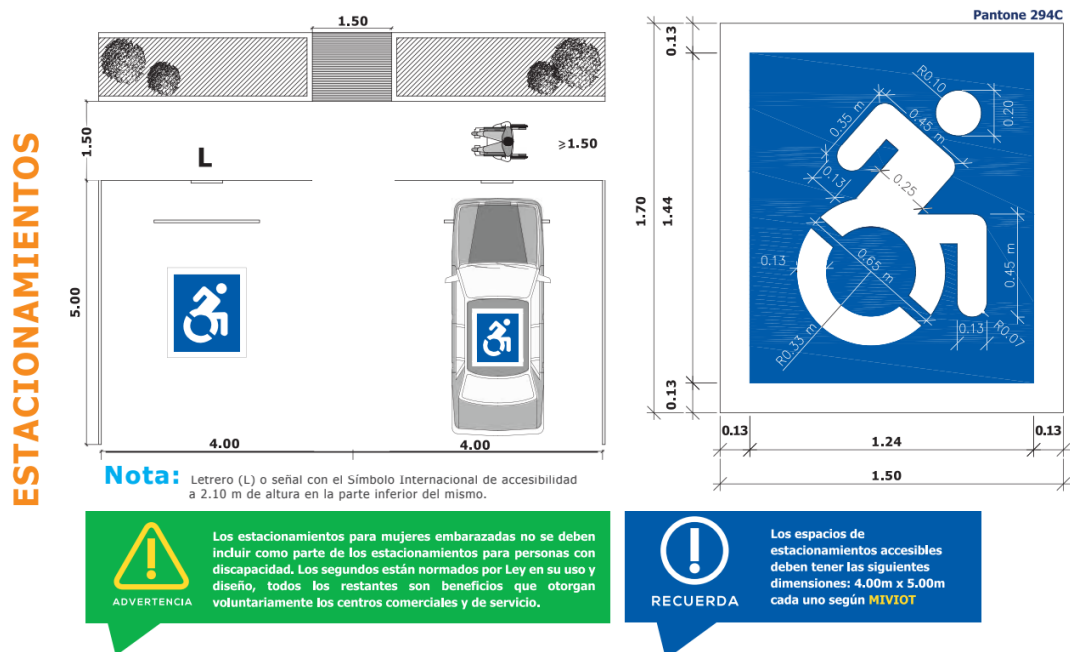 ESTACIONAMIENTOS
1.50
1.50
L
≥1.50
5.00
4.00
4.00
Nota: Letrero (L) o señal con el Símbolo Internacional de accesibilidad
a 2.10 m de altura en la parte inferior del mismo.
Pantone 294C
0.13
1.70
1.44
0.13
R0.10
0.20
0.35 m
0.45 m
0.13
0.25
0.13
0.65 m
0.45 m
R0.33 m
0.13
R0.07
0.13
1.24
0.13
1.50
ADVERTENCIA
Los estacionamientos para mujeres embarazadas no se deben
incluir como parte de los estacionamientos para personas con
discapacidad. Los segundos están normados por Ley en su uso y
diseño, todos los restantes son beneficios que otorgan
voluntariamente los centros comerciales y de servicio.
RECUERDA
Los espacios de
estacionamientos accesibles
deben tener las siguientes
dimensiones: 4.00m x 5.00m
cada uno según MIVIOT